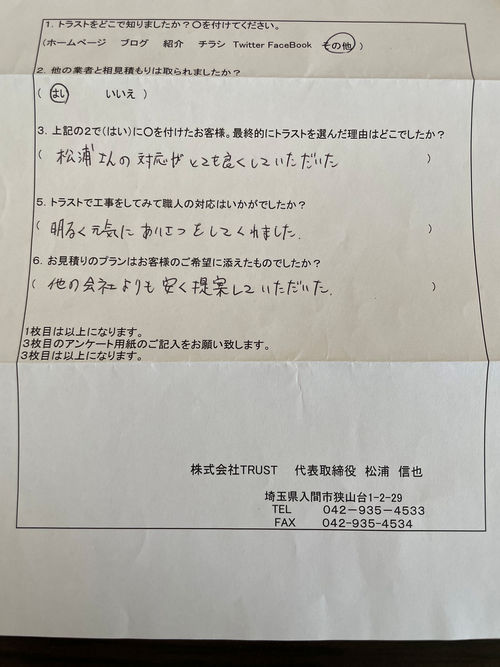 1. トラストをどこで知りましたか？〇を付けてください。
(ホームページ ブログ 紹介 チラシ Twitter FaceBook その他 )
2. 他の業者と相見積もりは取られましたか？
( はい いいえ )
3. 上記の2で(はい)に〇を付けたお客様。最終的にトラストを選んだ理由はどこでしたか？
( 松浦さんの対応がとても良くしていただいた )
5. トラストで工事をしてみて職人の対応はいかがでしたか？
( 明るく元気にあいさつをしてくれました. )
6. お見積りのプランはお客様のご希望に添えたものでしたか？
( 他の会社よりも安く提案していただいた. )
1枚目は以上になります。
3枚目のアンケート用紙のご記入をお願い致します。
3枚目は以上になります。
株式会社TRUST 代表取締役 松浦 信也
埼玉県入間市狭山台1-2-29
TEL 042-935-4533
FAX 042-935-4534